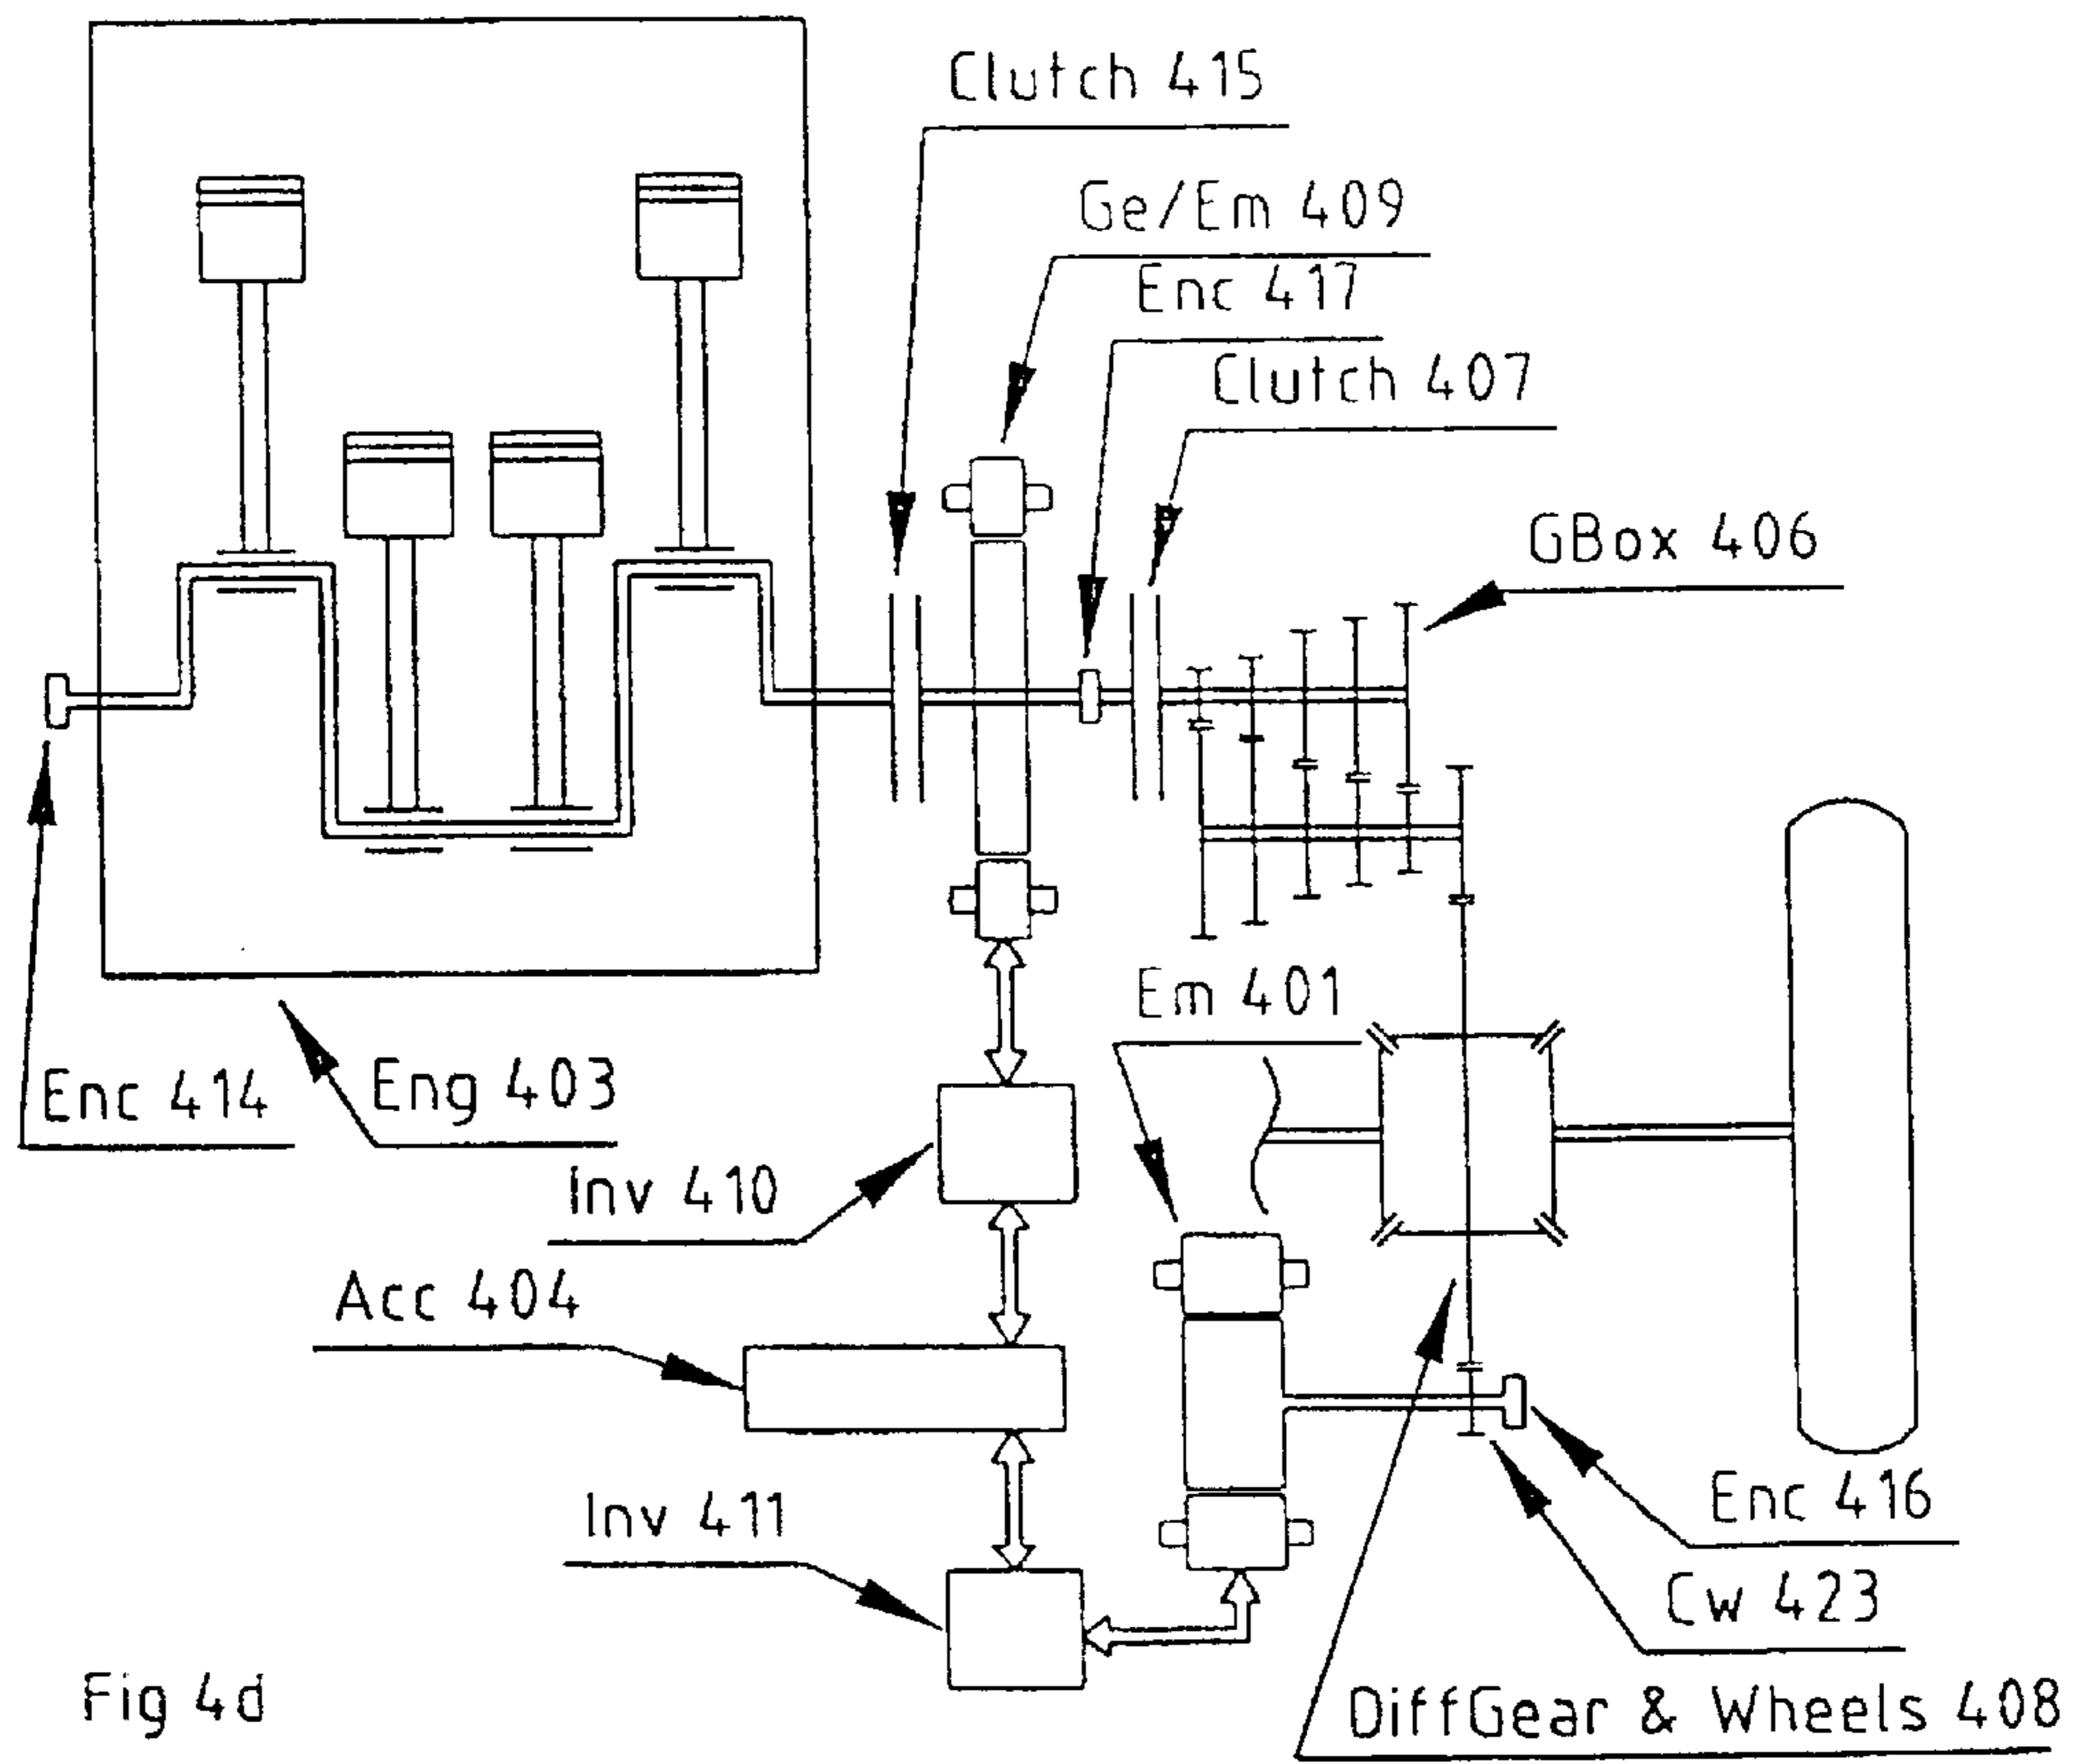 Clutch 415
Ge/Em 409
Enc 417
Clutch 407
GBox 406
Em 401
Enc 414
Eng 403
Inv 410
Acc 404
Inv 411
Enc 416
Cw 423
DiffGear & Wheels 408
Fig 4d